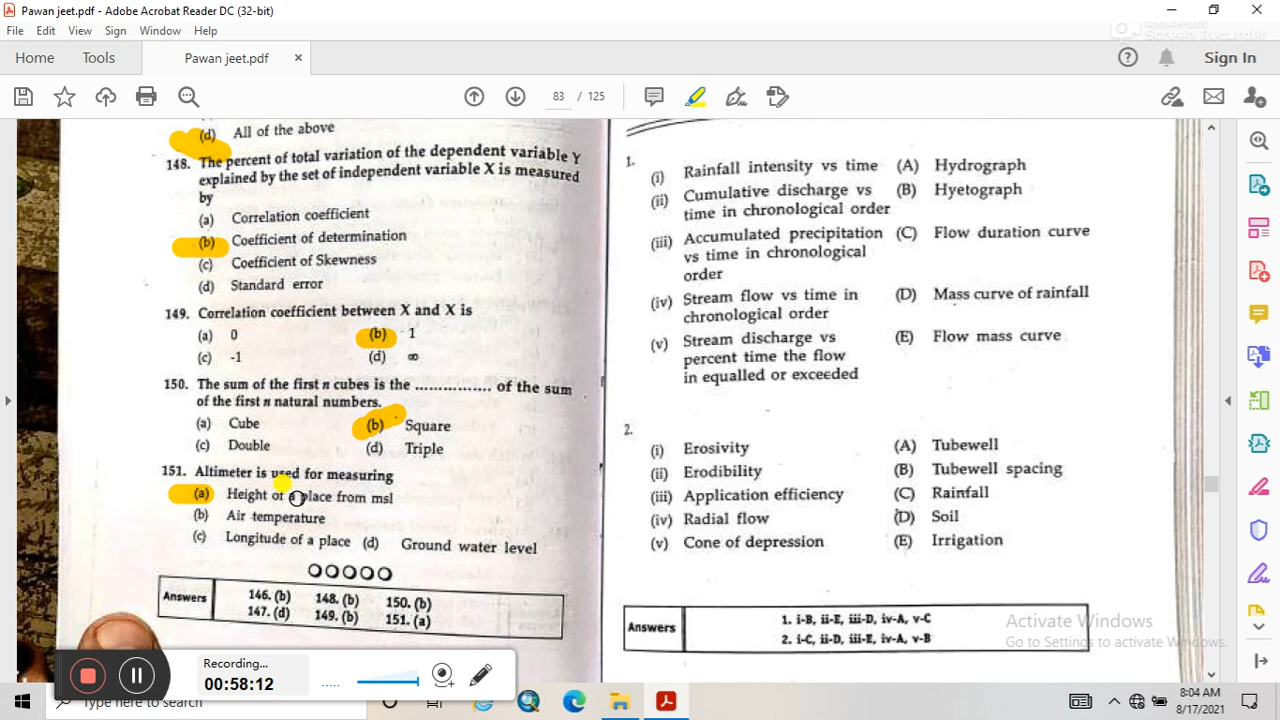 Pawan jeet.pdf - Adobe Acrobat Reader DC (32-bit)
File Edit View Sign Window Help
Home Tools Pawan jeet.pdf × Sign In
83 / 125
Screen Recorder
(d) All of the above
148. The percent of total variation of the dependent variable Y
explained by the set of independent variable X is measured
by
(a) Correlation coefficient
(b) Coefficient of determination
(c) Coefficient of Skewness
(d) Standard error
149. Correlation coefficient between X and X is
(a) 0 (b) 1
(c) -1 (d) ∞
150. The sum of the first n cubes is the ................ of the sum
of the first n natural numbers.
(a) Cube (b) Square
(c) Double (d) Triple
151. Altimeter is used for measuring
(a) Height of a place from msl
(b) Air temperature
(c) Longitude of a place (d) Ground water level
Answers
146. (b) 148. (b) 150. (b)
147. (d) 149. (b) 151. (a)
1.
(i) Rainfall intensity vs time (A) Hydrograph
(ii) Cumulative discharge vs (B) Hyetograph
time in chronological order
(iii) Accumulated precipitation (C) Flow duration curve
vs time in chronological
order
(iv) Stream flow vs time in (D) Mass curve of rainfall
chronological order
(v) Stream discharge vs (E) Flow mass curve
percent time the flow
in equalled or exceeded
2.
(i) Erosivity (A) Tubewell
(ii) Erodibility (B) Tubewell spacing
(iii) Application efficiency (C) Rainfall
(iv) Radial flow (D) Soil
(v) Cone of depression (E) Irrigation
Answers
1. i-B, ii-E, iii-D, iv-A, v-C
2. i-C, ii-D, iii-E, iv-A, v-B
Activate Windows
Go to Settings to activate Windows.
Recording...
00:58:12
Type here to search
8:04 AM
8/17/2021